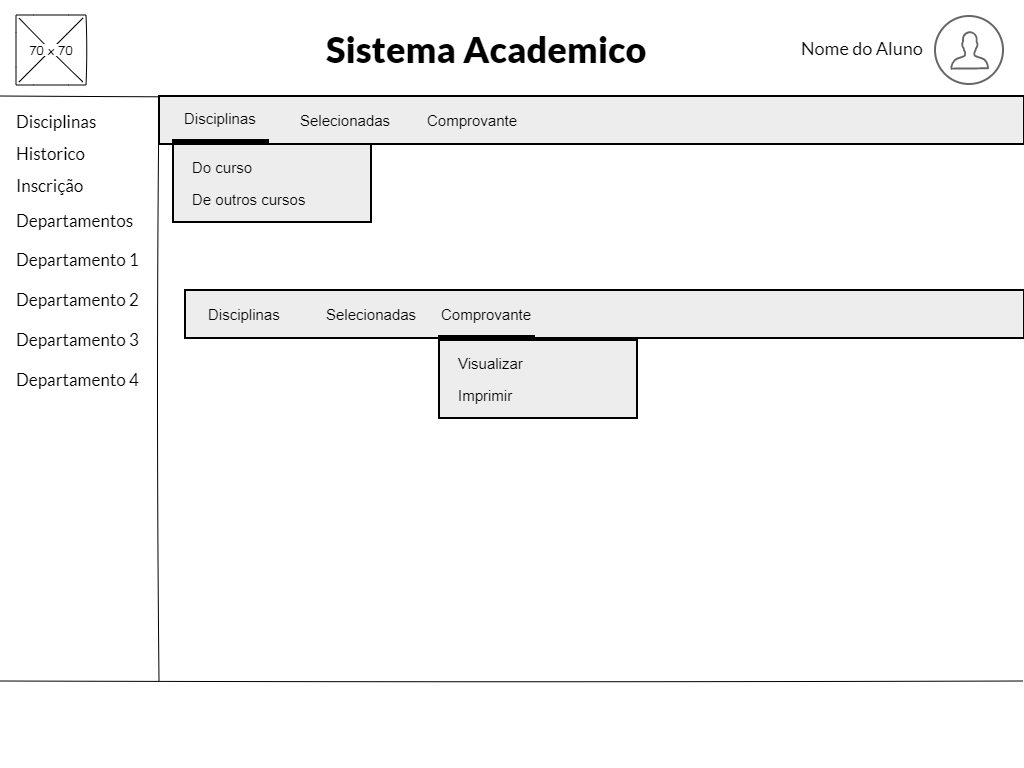 70 x 70
Sistema Academico
Nome do Aluno
Disciplinas
Historico
Inscrição
Departamentos
Departamento 1
Departamento 2
Departamento 3
Departamento 4
Disciplinas Selecionadas Comprovante
Do curso
De outros cursos
Disciplinas Selecionadas Comprovante
Visualizar
Imprimir